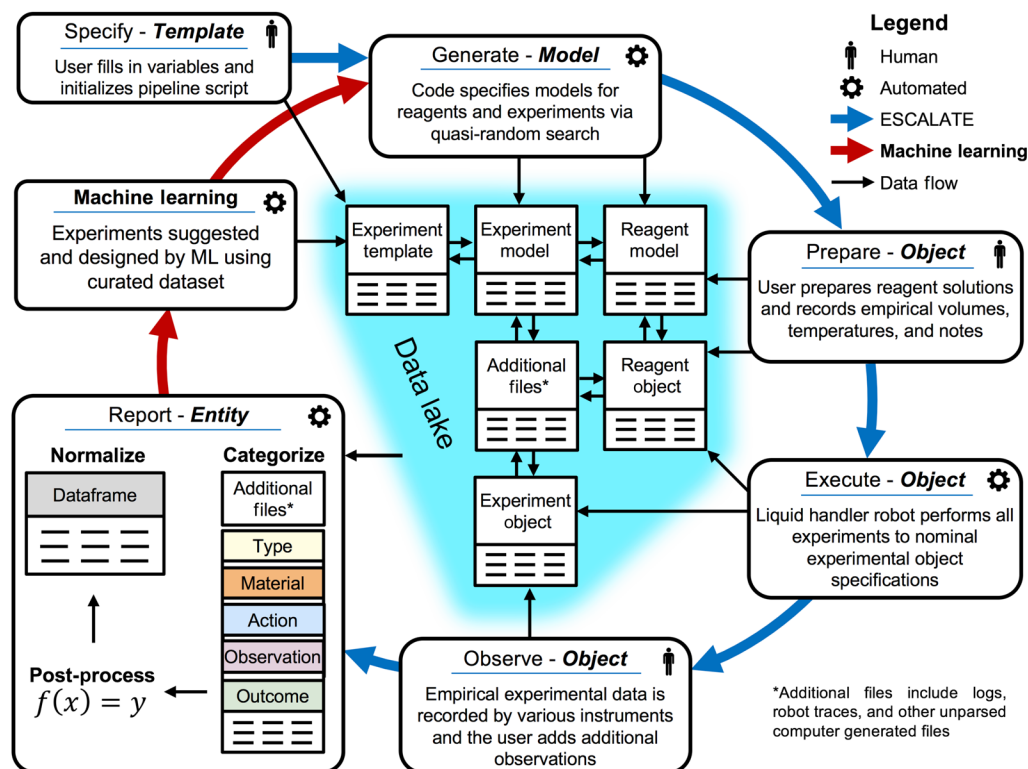 Specify - Template
User fills in variables and
initializes pipeline script
Generate - Model
Code specifies models for
reagents and experiments via
quasi-random search
Legend
Human
Automated
ESCALATE
Machine learning
Data flow
Machine learning
Experiments suggested
and designed by ML using
curated dataset
Experiment
template
Experiment
model
Reagent
model
Prepare - Object
User prepares reagent solutions
and records empirical volumes,
temperatures, and notes
Data lake
Additional
files*
Reagent
object
Report - Entity
Normalize
Dataframe
Post-process
f(x) = y
Categorize
Additional
files*
Type
Material
Action
Observation
Outcome
Experiment
object
Execute - Object
Liquid handler robot performs all
experiments to nominal
experimental object
specifications
Observe - Object
Empirical experimental data is
recorded by various instruments
and the user adds additional
observations
*Additional files include logs,
robot traces, and other unparsed
computer generated files